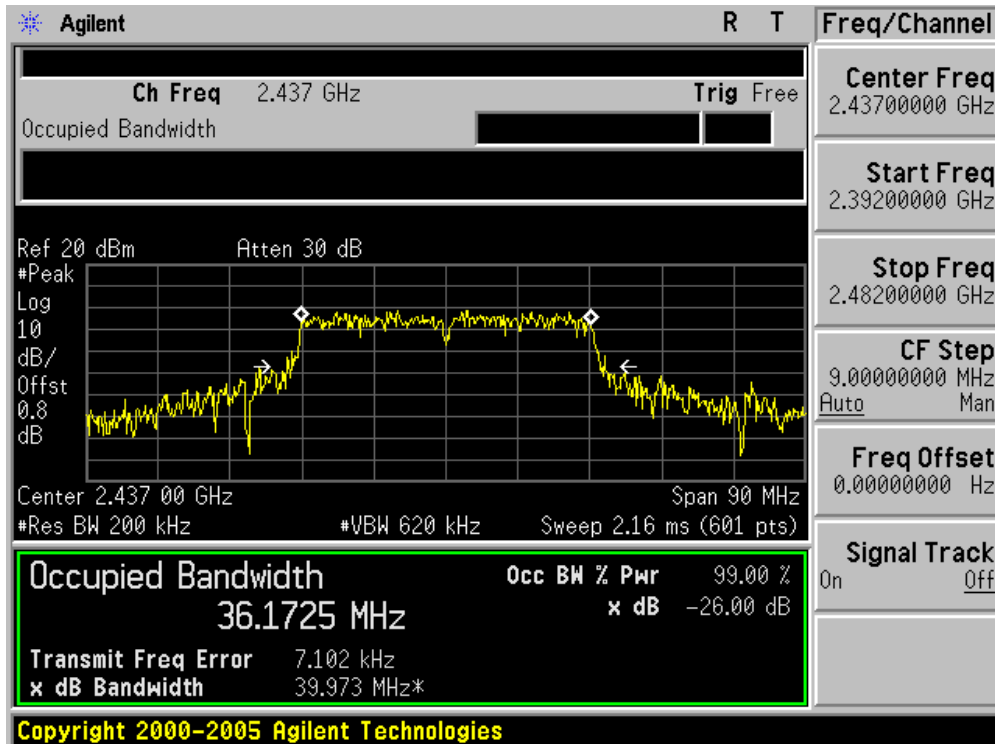 Agilent R T
Freq/Channel
Ch Freq 2.437 GHz Trig Free
Occupied Bandwidth
Center Freq
2.43700000 GHz
Start Freq
2.39200000 GHz
Stop Freq
2.48200000 GHz
CF Step
9.00000000 MHz
Auto Man
Freq Offset
0.00000000 Hz
Signal Track
On Off
Ref 20 dBm Atten 30 dB
#Peak
Log
10
dB/
Offst
0.8
dB
Center 2.437 00 GHz Span 90 MHz
#Res BW 200 kHz #VBW 620 kHz Sweep 2.16 ms (601 pts)
Occupied Bandwidth
36.1725 MHz
Occ BW % Pwr 99.00 %
x dB -26.00 dB
Transmit Freq Error 7.102 kHz
x dB Bandwidth 39.973 MHz*
Copyright 2000-2005 Agilent Technologies